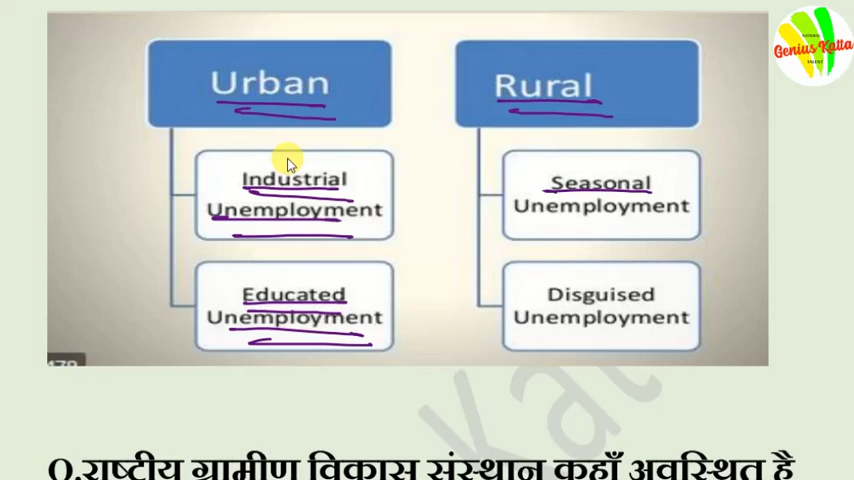 Urban
Rural
Industrial
Unemployment
Seasonal
Unemployment
Educated
Unemployment
Disguised
Unemployment
Genius Katta
Q.राष्ट्रीय ग्रामीण विकास संस्थान कहाँ अवस्थित है